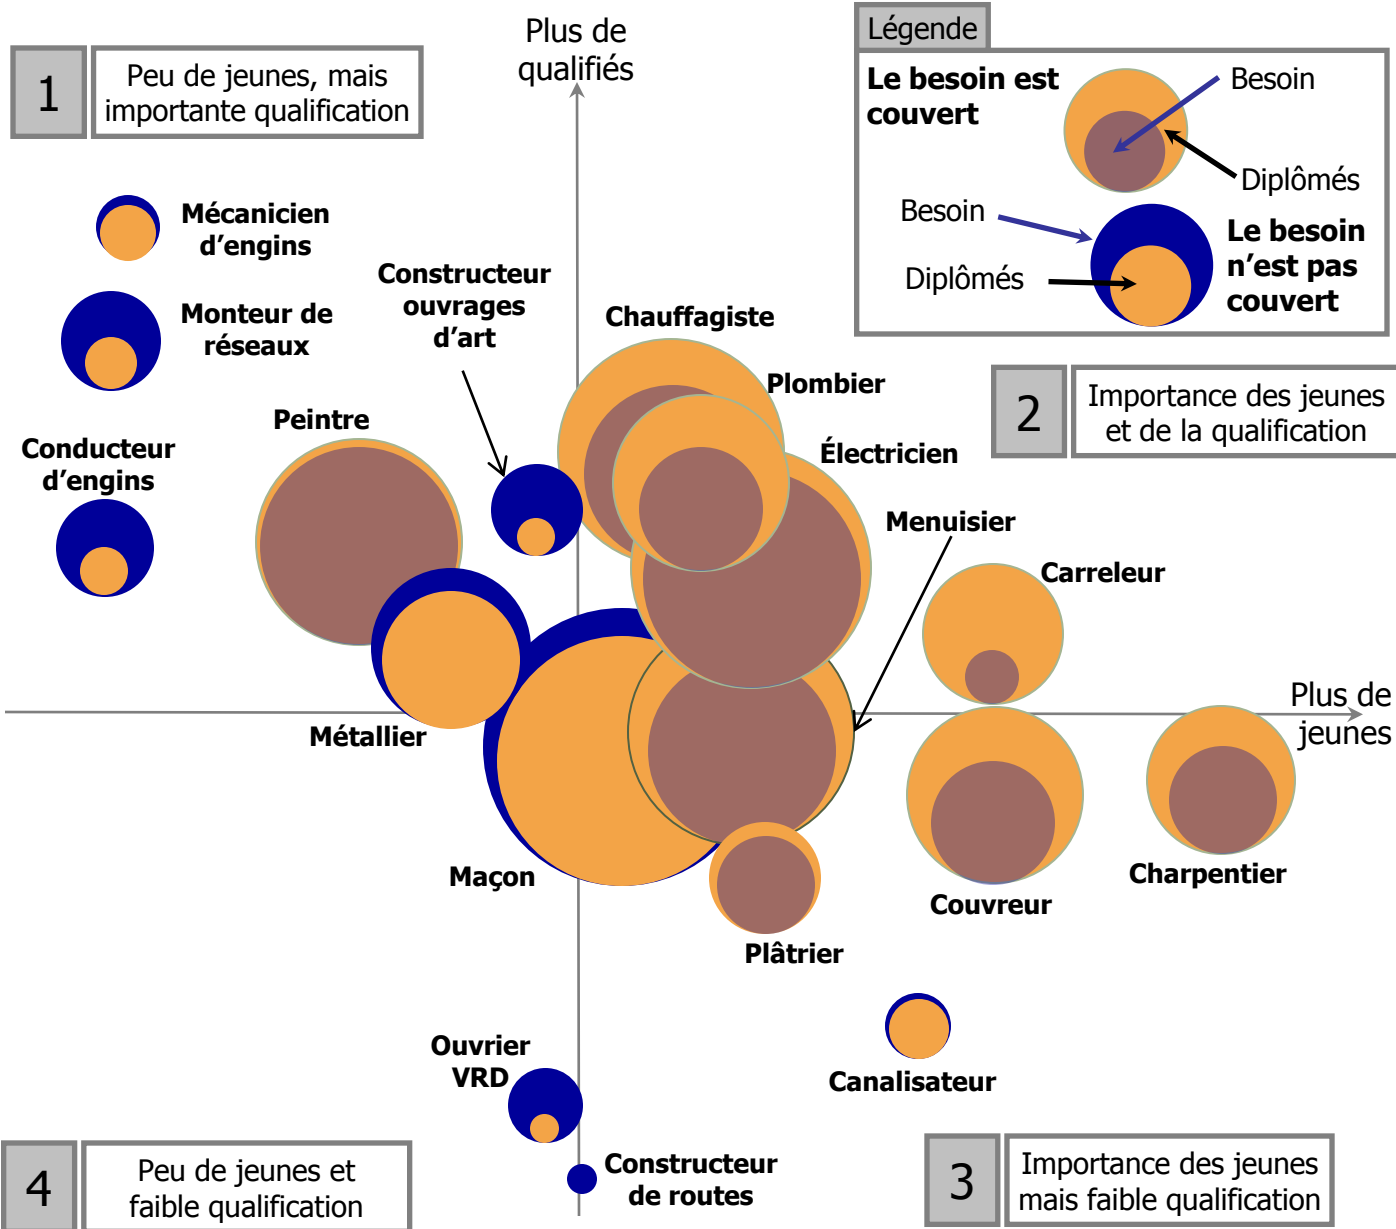 Plus de
qualifiés
1
Peu de jeunes, mais
importante qualification
Légende
Le besoin est
couvert
Besoin
Diplômés
Besoin
Diplômés
Le besoin
n’est pas
couvert
Mécanicien
d’engins
Monteur de
réseaux
Constructeur
ouvrages
d’art
Chauffagiste
Plombier
2
Importance des jeunes
et de la qualification
Peintre
Conducteur
d’engins
Électricien
Menuisier
Carreleur
Plus de
jeunes
Métallier
Maçon
Plâtrier
Couvreur
Charpentier
Canalisateur
Ouvrier
VRD
Constructeur
de routes
4
Peu de jeunes et
faible qualification
3
Importance des jeunes
mais faible qualification